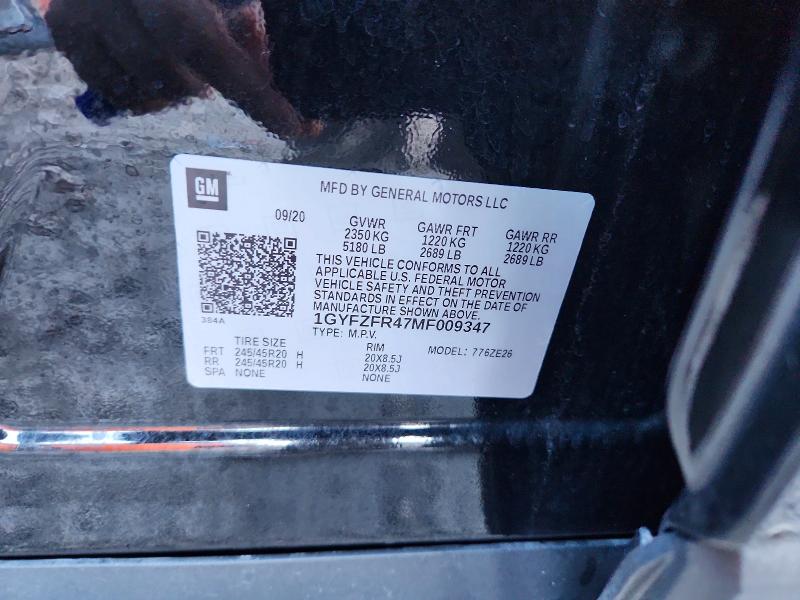 GM
MFD BY GENERAL MOTORS LLC
09/20
GVWR GAWR FRT GAWR RR
2350 KG 1220 KG 1220 KG
5180 LB 2689 LB 2689 LB
THIS VEHICLE CONFORMS TO ALL
APPLICABLE U.S. FEDERAL MOTOR
VEHICLE SAFETY AND THEFT PREVENTION
STANDARDS IN EFFECT ON THE DATE OF
MANUFACTURE SHOWN ABOVE.
1GYFZFR47MF009347
384A
TYPE: M.P.V.
MODEL: 776ZE26
TIRE SIZE RIM
FRT 245/45R20 H 20X8.5J
RR 245/45R20 H 20X8.5J
SPA NONE NONE